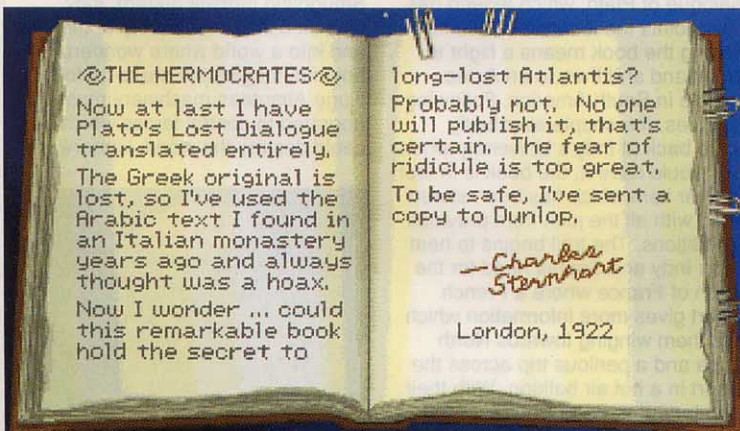 THE HERMOCRATES
Now at last I have
Plato's Lost Dialogue
translated entirely.
The Greek original is
lost, so I've used the
Arabic text I found in
an Italian monastery
years ago and always
thought was a hoax.
Now I wonder ... could
this remarkable book
hold the secret to
long-lost Atlantis?
Probably not. No one
will publish it, that's
certain. The fear of
ridicule is too great.
To be safe, I've sent a
copy to Dunlop.
—Charles
Sternhart
London, 1922